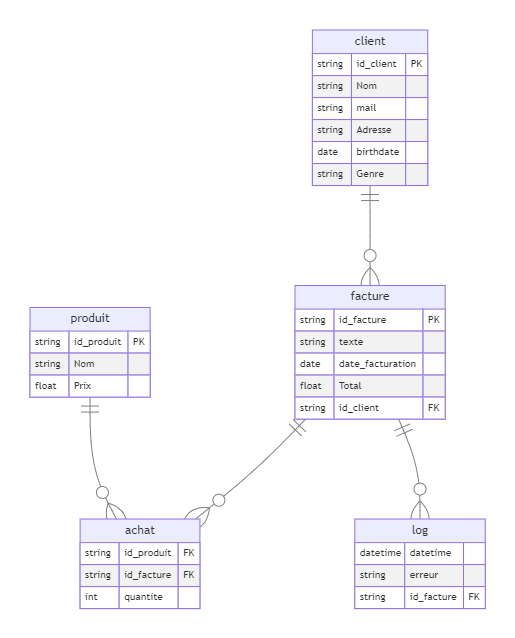 client
string id_client PK
string Nom
string mail
string Adresse
date birthdate
string Genre
facture
string id_facture PK
string texte
date date_facturation
float Total
string id_client FK
produit
string id_produit PK
string Nom
float Prix
achat
string id_produit FK
string id_facture FK
int quantite
log
datetime datetime
string erreur
string id_facture FK